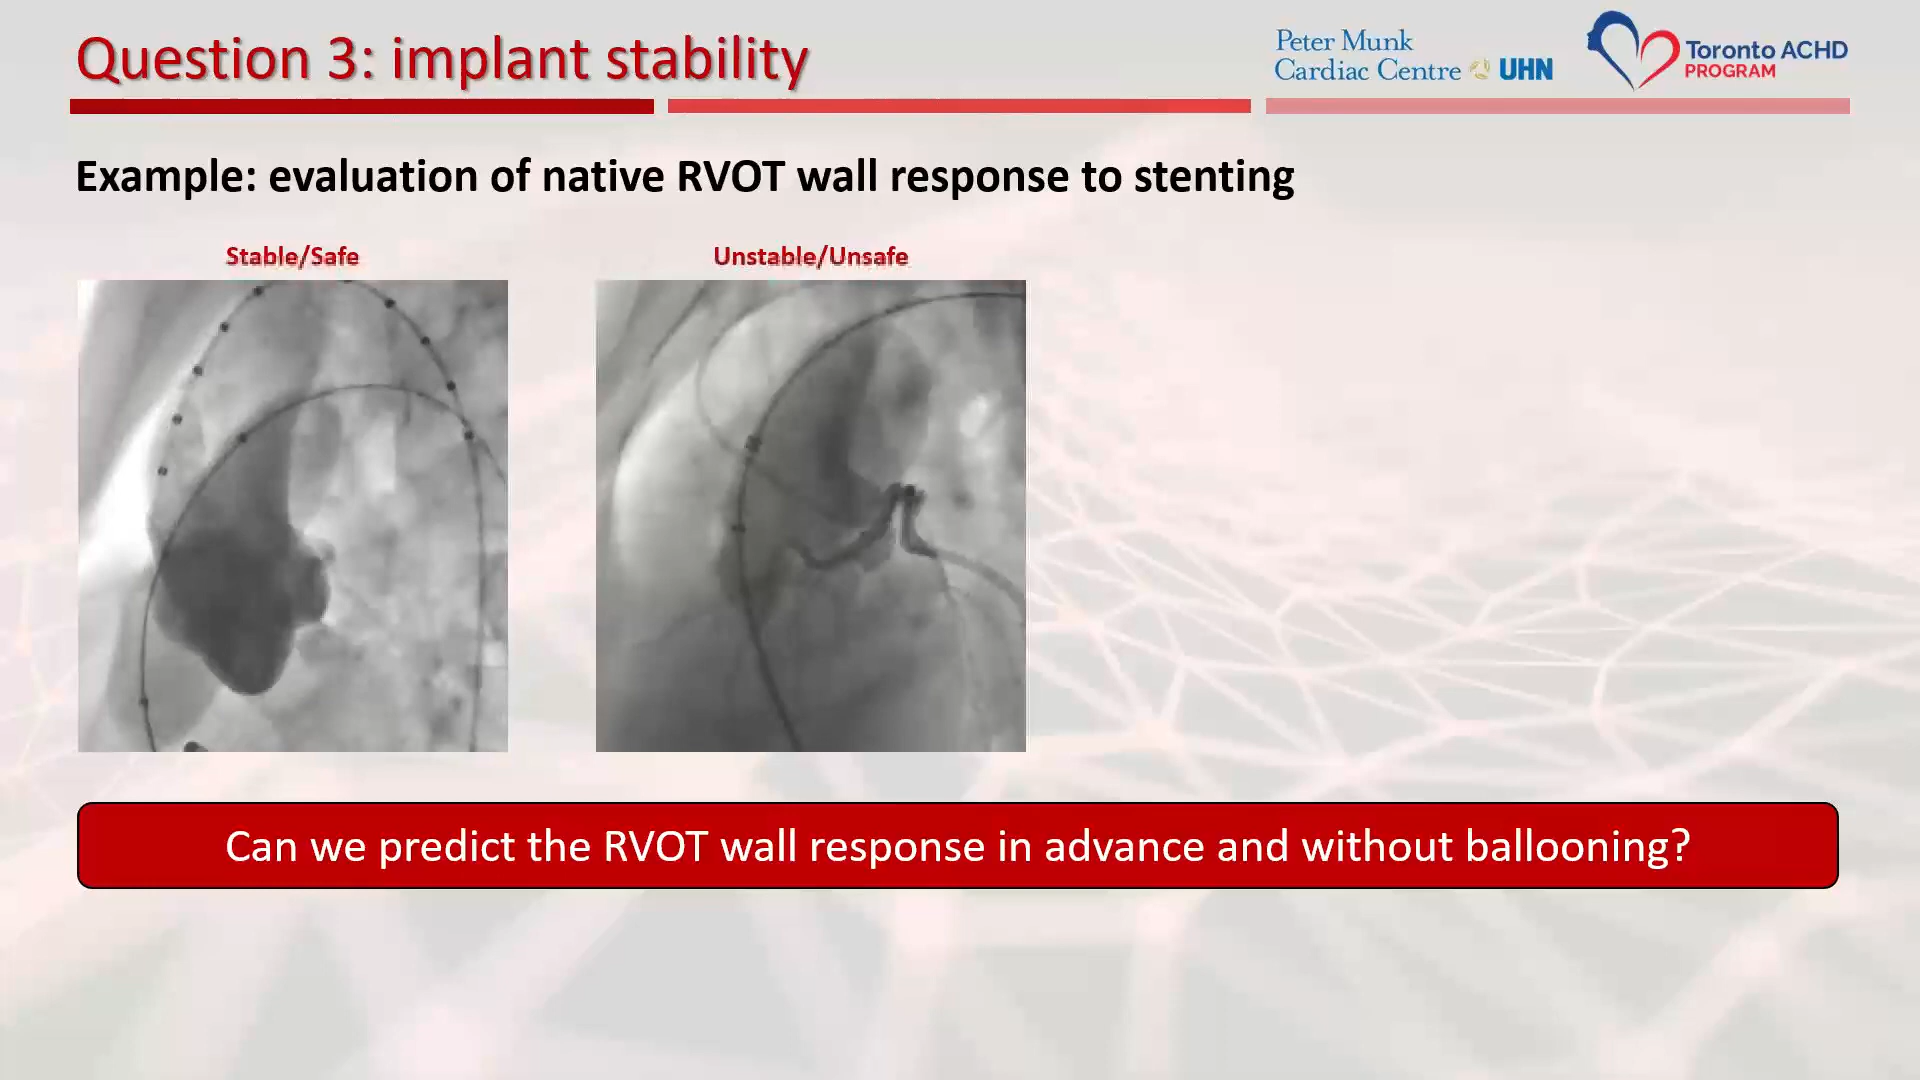 Question 3: implant stability
Peter Munk
Cardiac Centre UHN
Toronto ACHD
PROGRAM
Example: evaluation of native RVOT wall response to stenting
Stable/Safe
Unstable/Unsafe
Can we predict the RVOT wall response in advance and without ballooning?